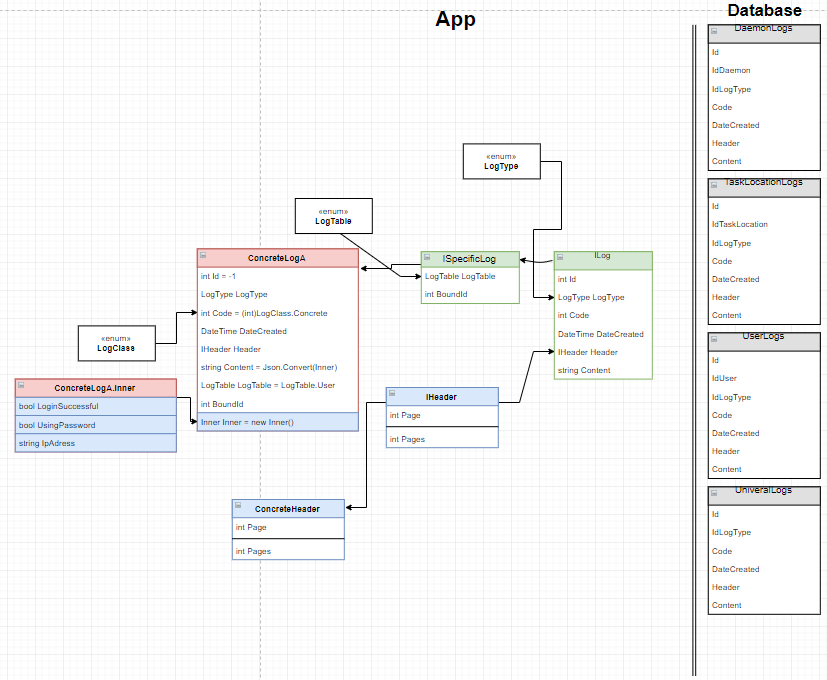 App
Database
«enum»
LogType
«enum»
LogTable
ConcreteLogA
int Id = -1
LogType LogType
int Code = (int)LogClass.Concrete
DateTime DateCreated
IHeader Header
string Content = Json.Convert(Inner)
LogTable LogTable = LogTable.User
int BoundId
Inner Inner = new Inner()
ISpecificLog
LogTable LogTable
int BoundId
ILog
int Id
LogType LogType
int Code
DateTime DateCreated
IHeader Header
string Content
«enum»
LogClass
ConcreteLogA.Inner
bool LoginSuccessful
bool UsingPassword
string IpAdress
IHeader
int Page
int Pages
ConcreteHeader
int Page
int Pages
DaemonLogs
Id
IdDaemon
IdLogType
Code
DateCreated
Header
Content
TaskLocationLogs
Id
IdTaskLocation
IdLogType
Code
DateCreated
Header
Content
UserLogs
Id
IdUser
IdLogType
Code
DateCreated
Header
Content
UniveralLogs
Id
IdLogType
Code
DateCreated
Header
Content